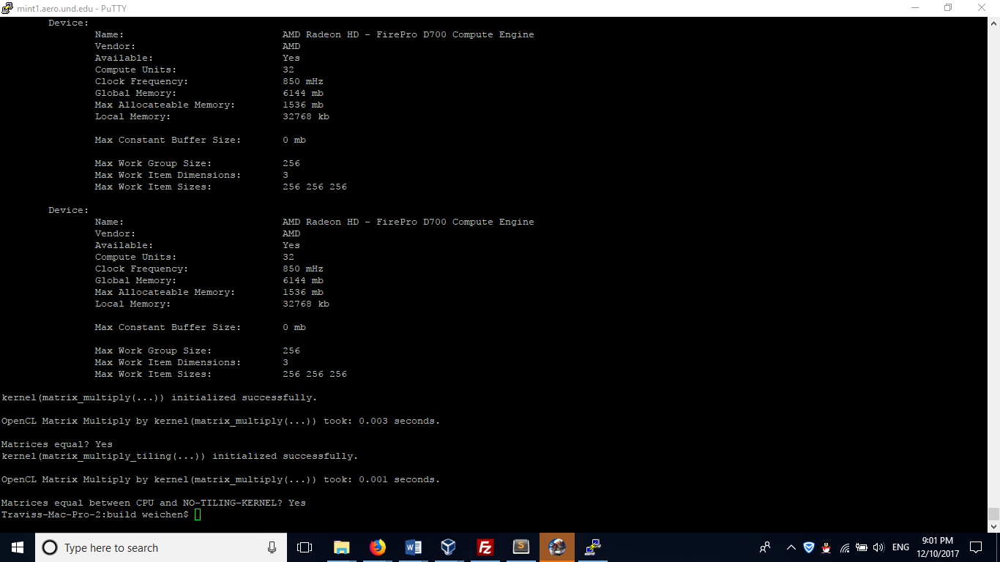 mint1.aero.und.edu - PuTTY
Device:
Name: AMD Radeon HD - FirePro D700 Compute Engine
Vendor: AMD
Available: Yes
Compute Units: 32
Clock Frequency: 850 mHz
Global Memory: 6144 mb
Max Allocateable Memory: 1536 mb
Local Memory: 32768 kb
Max Constant Buffer Size: 0 mb
Max Work Group Size: 256
Max Work Item Dimensions: 3
Max Work Item Sizes: 256 256 256
Device:
Name: AMD Radeon HD - FirePro D700 Compute Engine
Vendor: AMD
Available: Yes
Compute Units: 32
Clock Frequency: 850 mHz
Global Memory: 6144 mb
Max Allocateable Memory: 1536 mb
Local Memory: 32768 kb
Max Constant Buffer Size: 0 mb
Max Work Group Size: 256
Max Work Item Dimensions: 3
Max Work Item Sizes: 256 256 256
kernel(matrix_multiply(...)) initialized successfully.
OpenCL Matrix Multiply by kernel(matrix_multiply(...)) took: 0.003 seconds.
Matrices equal? Yes
kernel(matrix_multiply_tiling(...)) initialized successfully.
OpenCL Matrix Multiply by kernel(matrix_multiply(...)) took: 0.001 seconds.
Matrices equal between CPU and NO-TILING-KERNEL? Yes
Traviss-Mac-Pro-2:build weichen$
Type here to search
ENG
9:01 PM
12/10/2017